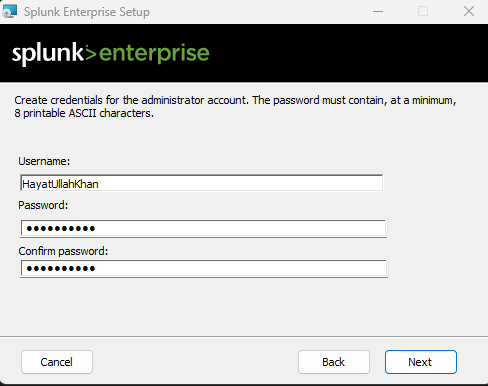 Splunk Enterprise Setup
splunk>enterprise
Create credentials for the administrator account. The password must contain, at a minimum,
8 printable ASCII characters.
Username:
HayatUllahKhan
Password:
●●●●●●●●●●
Confirm password:
●●●●●●●●●●
Cancel
Back
Next